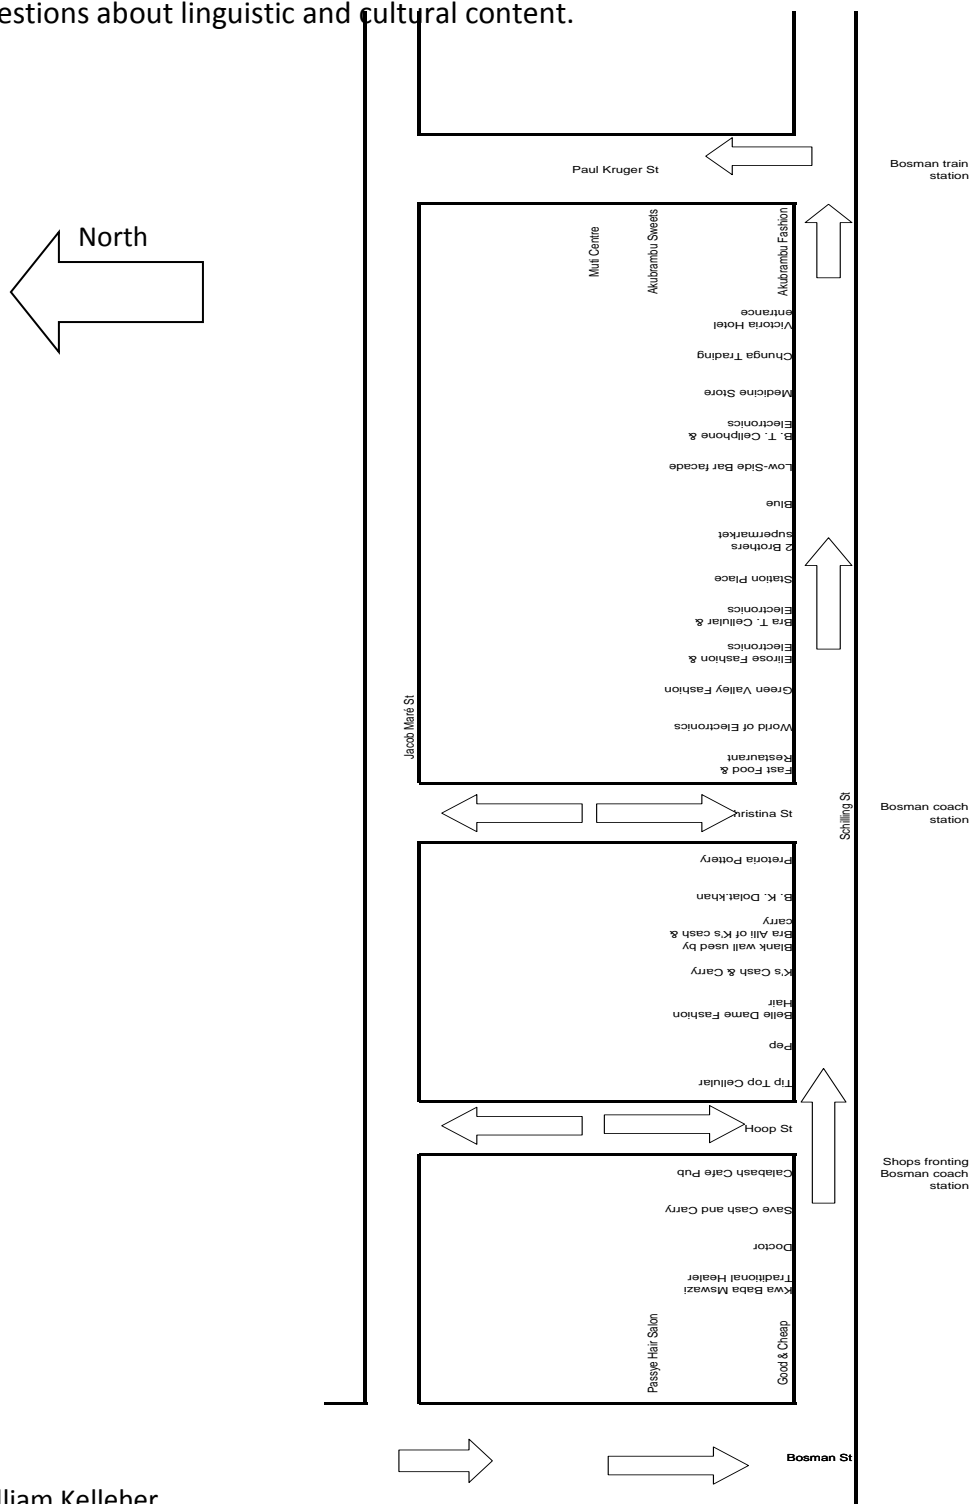 estions about linguistic and cultural content.
Paul Kruger St
Bosman train
station
North
Muti Centre
Akubrambu Sweets
Akubrambu Fashion
Victoria Hotel
entrance
Chunga Trading
Medicine Store
B. T. Cellphone &
Electronics
Low-Side Bar facade
Blue
2 Brothers
supermarket
Station Place
Bra T. Cellular &
Electronics
Elirose Fashion &
Electronics
Green Valley Fashion
World of Electronics
Fast Food &
Restaurant
Jacob Maré St
hristina St
Schilling St
Bosman coach
station
Pretoria Pottery
B. K. Dolat.khan
Blank wall used by
Bra Alli of K's cash &
carry
K's Cash & Carry
Belle Dame Fashion
Hair
Pep
Tip Top Cellular
Hoop St
Shops fronting
Bosman coach
station
Calabash Cafe Pub
Save Cash and Carry
Doctor
Kwa Baba Mswazi
Traditional Healer
Passye Hair Salon
Good & Cheap
Bosman St
lliam Kelleher